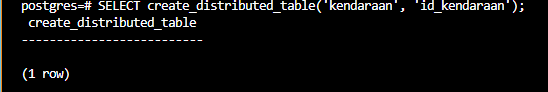 postgres=# SELECT create_distributed_table('kendaraan', 'id_kendaraan');
 create_distributed_table
--------------------------
(1 row)